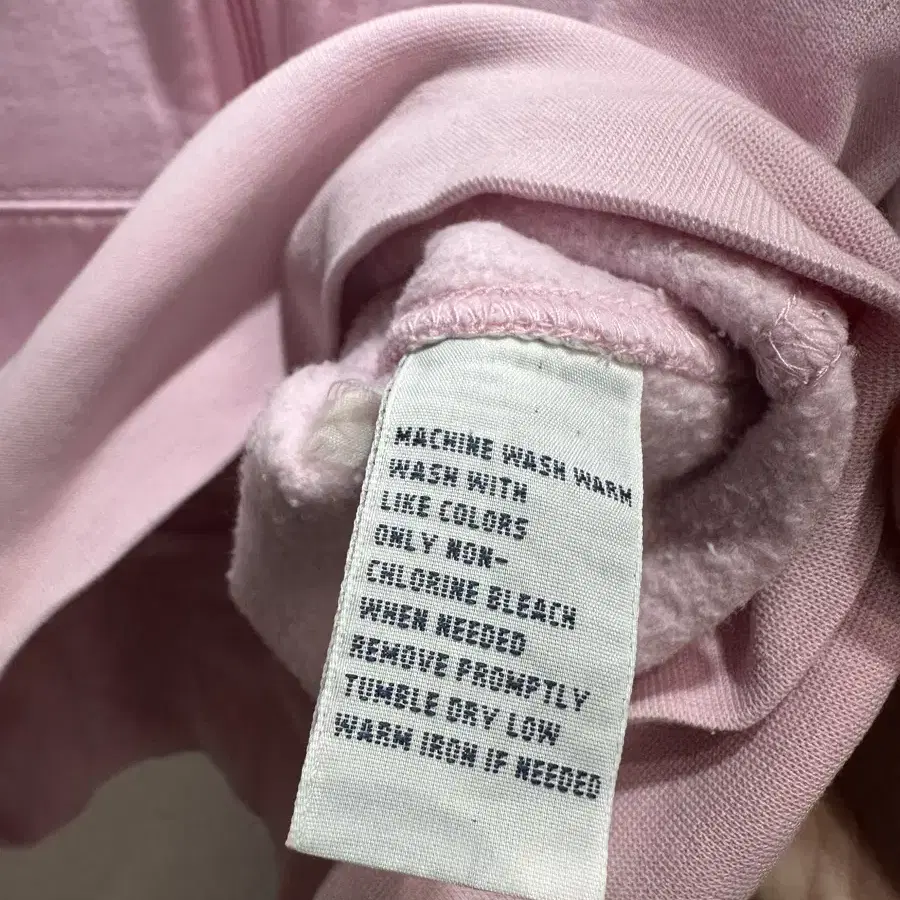 MACHINE WASH WARM
WASH WITH
LIKE COLORS
ONLY NON-
CHLORINE BLEACH
WHEN NEEDED
REMOVE PROMPTLY
TUMBLE DRY LOW
WARM IRON IF NEEDED